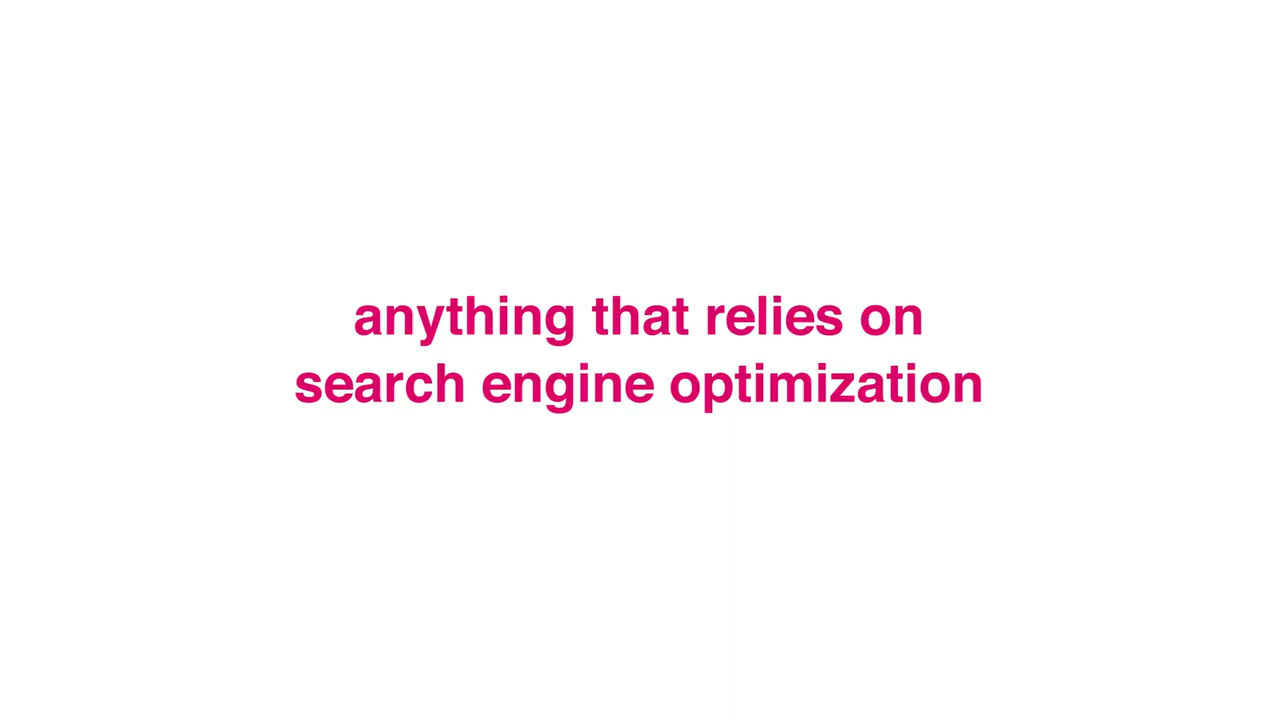 anything that relies on
search engine optimization